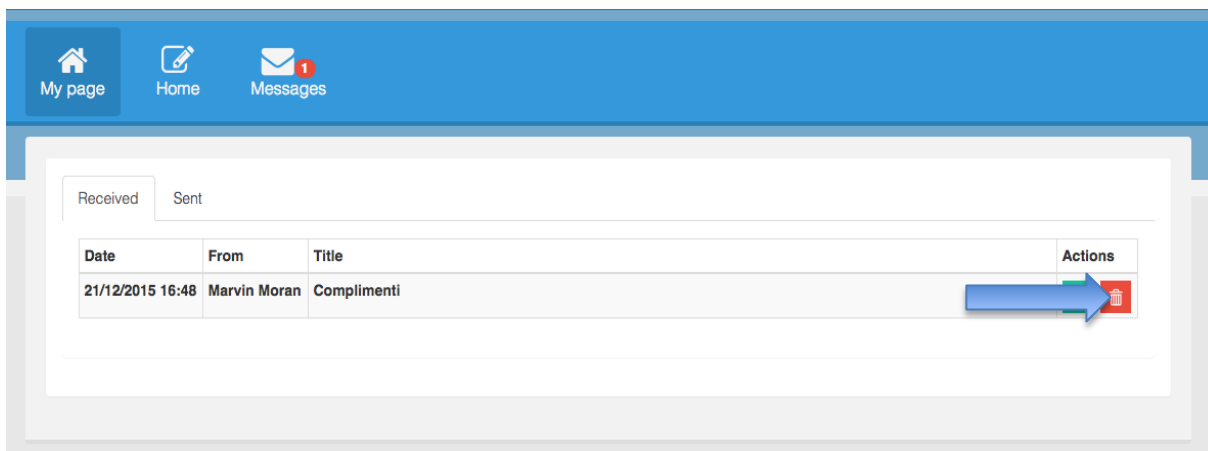 My page Home Messages 1
Received Sent
Date From Title Actions
21/12/2015 16:48 Marvin Moran Complimenti